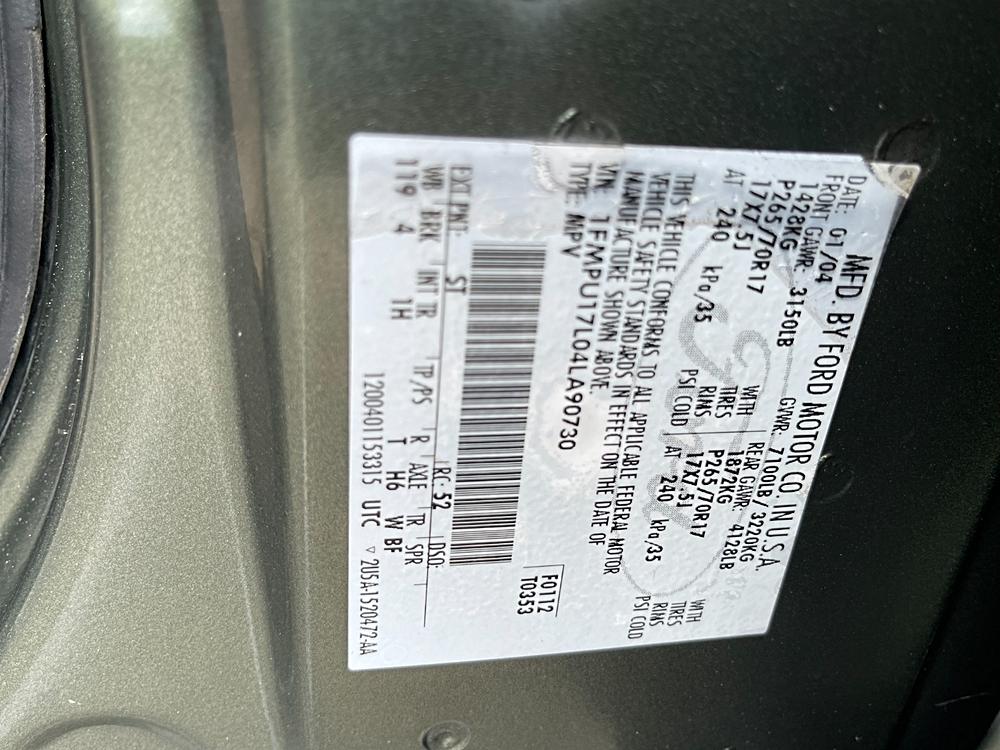 MFD. BY FORD MOTOR CO. IN U.S.A.
DATE: 01/04 GVWR: 7100LB / 3220KG
FRONT GAWR: 3150LB REAR GAWR: 4128LB
1428KG WITH 1872KG WITH
P265/70R17 TIRES P265/70R17 TIRES
17X7.5J RIMS 17X7.5J RIMS
AT 240 kPa/35 PSI COLD AT 240 kPa/35 PSI COLD
THIS VEHICLE CONFORMS TO ALL APPLICABLE FEDERAL MOTOR
VEHICLE SAFETY STANDARDS IN EFFECT ON THE DATE OF
MANUFACTURE SHOWN ABOVE.
VIN: 1FMPU17L04LA90730
TYPE: MPV
F0112
T0353
EXT PNT: ST RC: 52 DSO:
WB BRK INT TR TP/PS R AXLE TR SPR
119 4 1H T H6 W BF
12004011533115 UTC ▽ 2U5A-1520472-AA